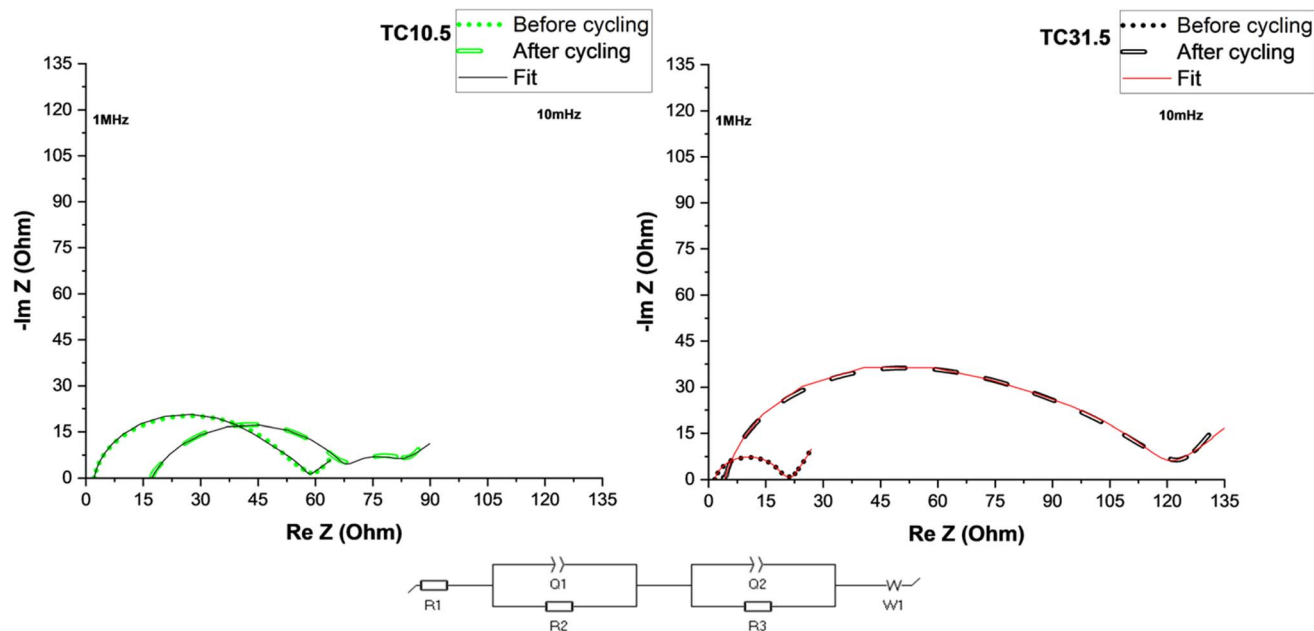 TC10.5
Before cycling
After cycling
Fit
135
120
105
90
75
60
45
30
15
0
1MHz
10mHz
-Im Z (Ohm)
0 15 30 45 60 75 90 105 120 135
Re Z (Ohm)
TC31.5
Before cycling
After cycling
Fit
135
120
105
90
75
60
45
30
15
0
1MHz
10mHz
-Im Z (Ohm)
0 15 30 45 60 75 90 105 120 135
Re Z (Ohm)
R1
Q1
R2
Q2
R3
W
W1